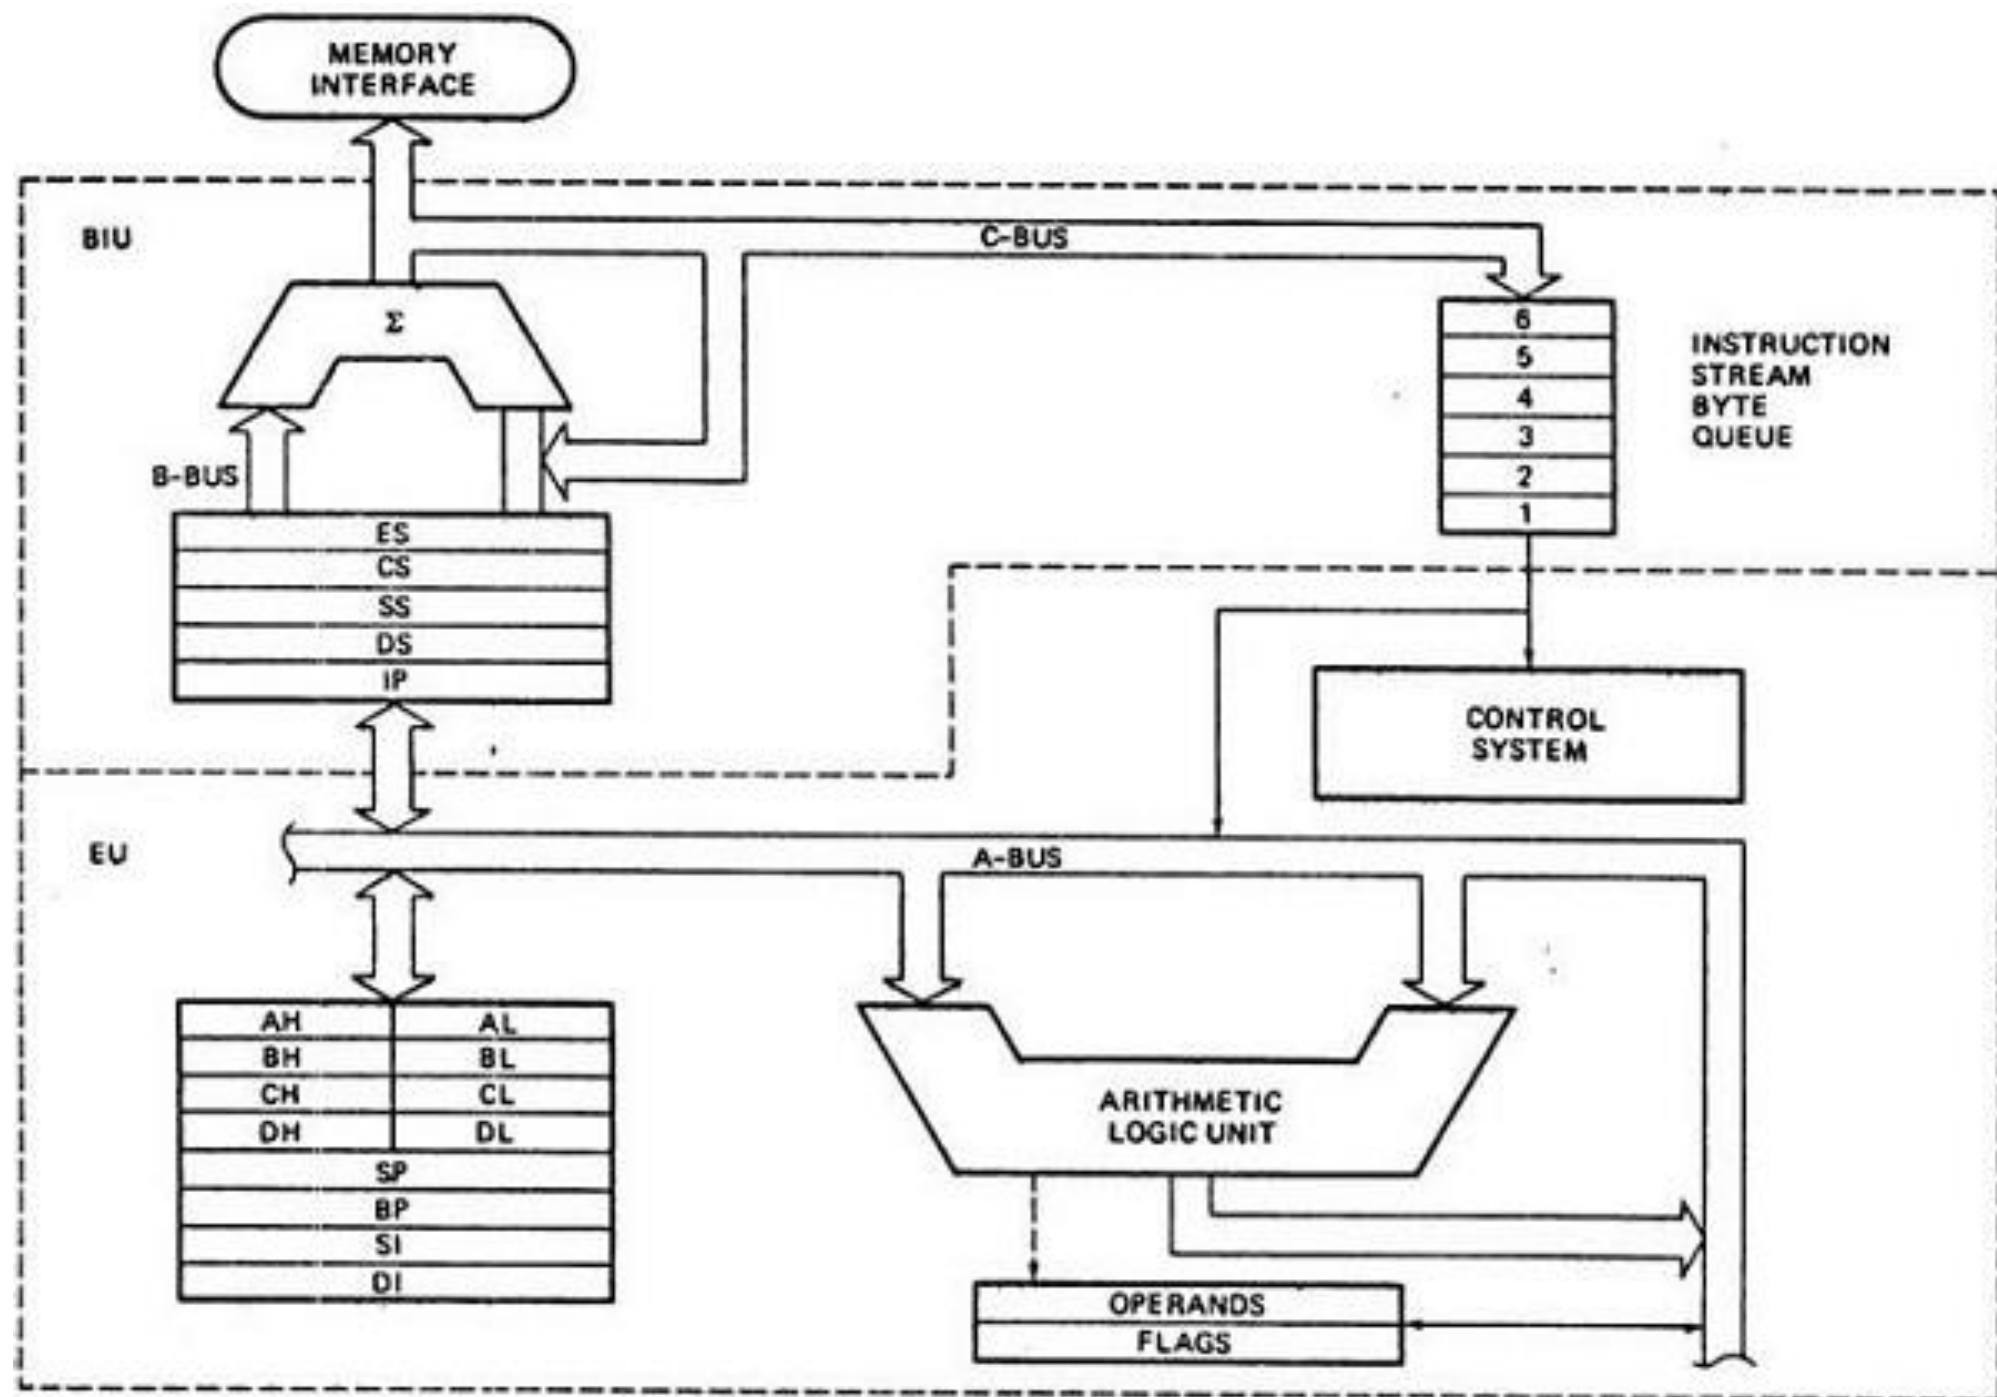 MEMORY
INTERFACE
BIU
C-BUS
Σ
B-BUS
6
5
4
3
2
1
INSTRUCTION
STREAM
BYTE
QUEUE
ES
CS
SS
DS
IP
CONTROL
SYSTEM
EU
A-BUS
AH AL
BH BL
CH CL
DH DL
SP
BP
SI
DI
ARITHMETIC
LOGIC UNIT
OPERANDS
FLAGS